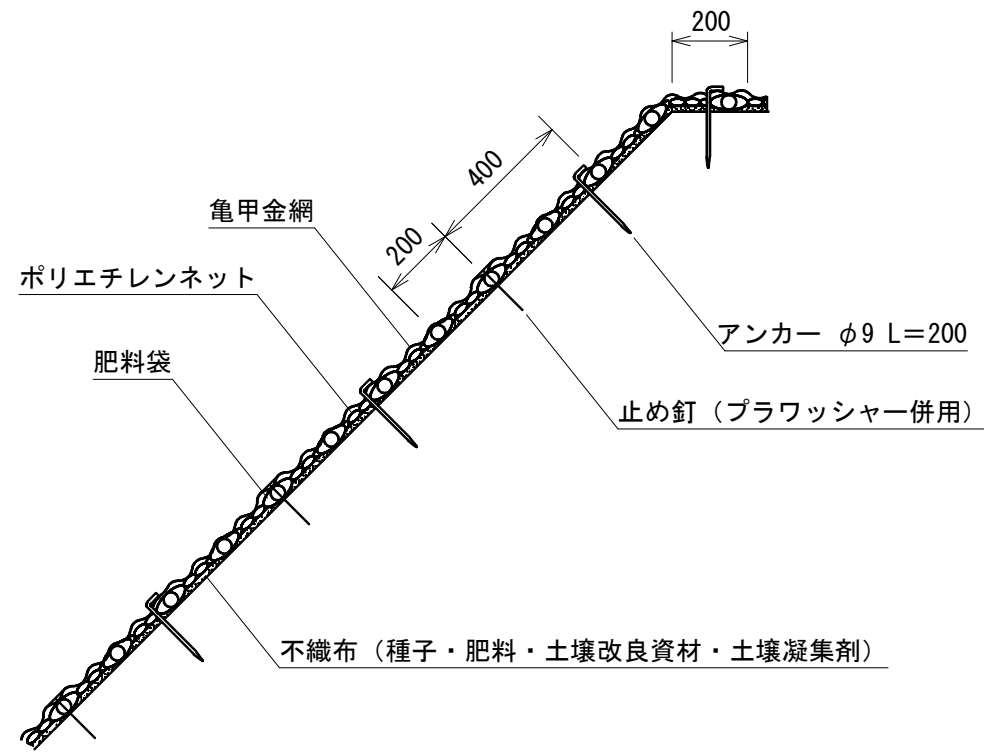 200
400
200
亀甲金網
ポリエチレンネット
肥料袋
アンカー φ9 L＝200
止め釘（プラワッシャー併用）
不織布（種子・肥料・土壌改良資材・土壌凝集剤）